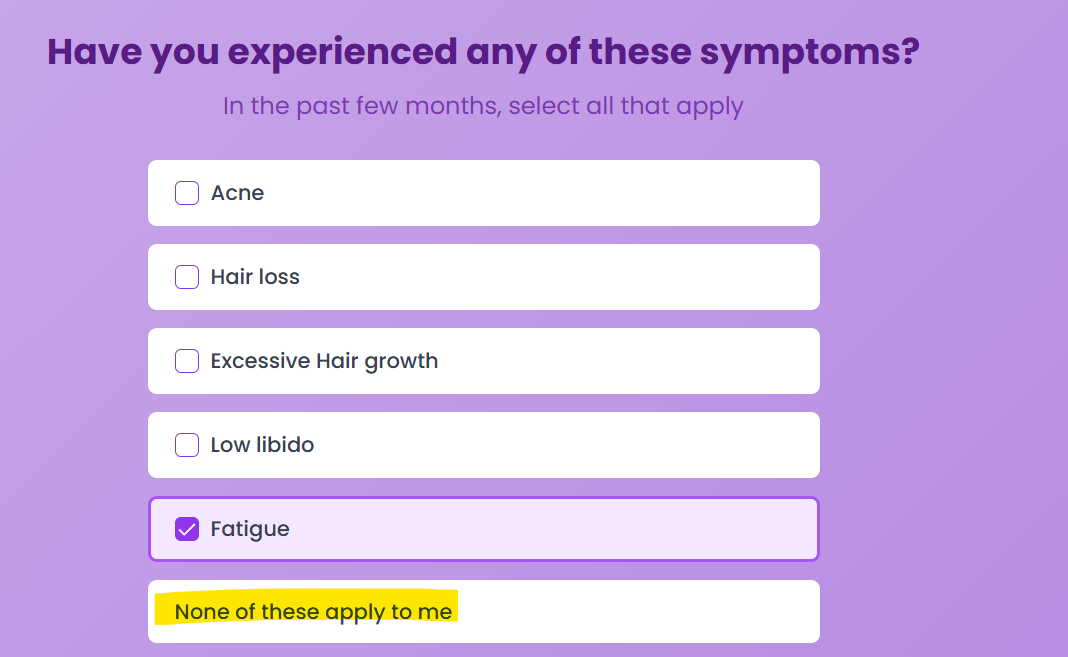 Have you experienced any of these symptoms?
In the past few months, select all that apply
Acne
Hair loss
Excessive Hair growth
Low libido
Fatigue
None of these apply to me